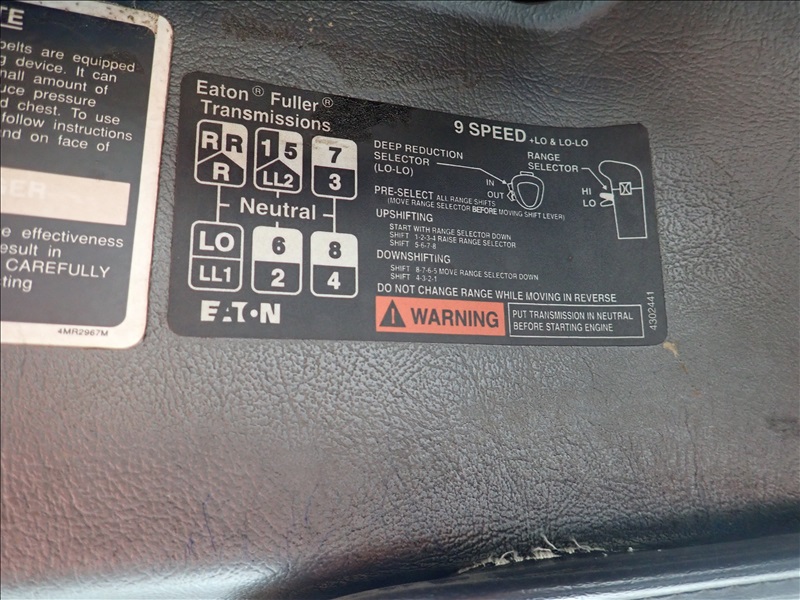 TE
belts are equipped
g device. It can
mall amount of
uce pressure
d chest. To use
follow instructions
and on face of
GER
e effectiveness
result in
CAREFULLY
ting
4MR2967M
Eaton® Fuller®
Transmissions
RR 15 7
R LL2 3
Neutral
LO 6 8
LL1 2 4
EATON
9 SPEED +LO & LO-LO
DEEP REDUCTION
SELECTOR
(LO-LO)
IN
OUT
RANGE
SELECTOR
HI
LO
PRE-SELECT ALL RANGE SHIFTS
(MOVE RANGE SELECTOR BEFORE MOVING SHIFT LEVER)
UPSHIFTING
START WITH RANGE SELECTOR DOWN
SHIFT 1-2-3-4 RAISE RANGE SELECTOR
SHIFT 5-6-7-8
DOWNSHIFTING
SHIFT 8-7-6-5 MOVE RANGE SELECTOR DOWN
SHIFT 4-3-2-1
DO NOT CHANGE RANGE WHILE MOVING IN REVERSE
WARNING
PUT TRANSMISSION IN NEUTRAL
BEFORE STARTING ENGINE
4302441